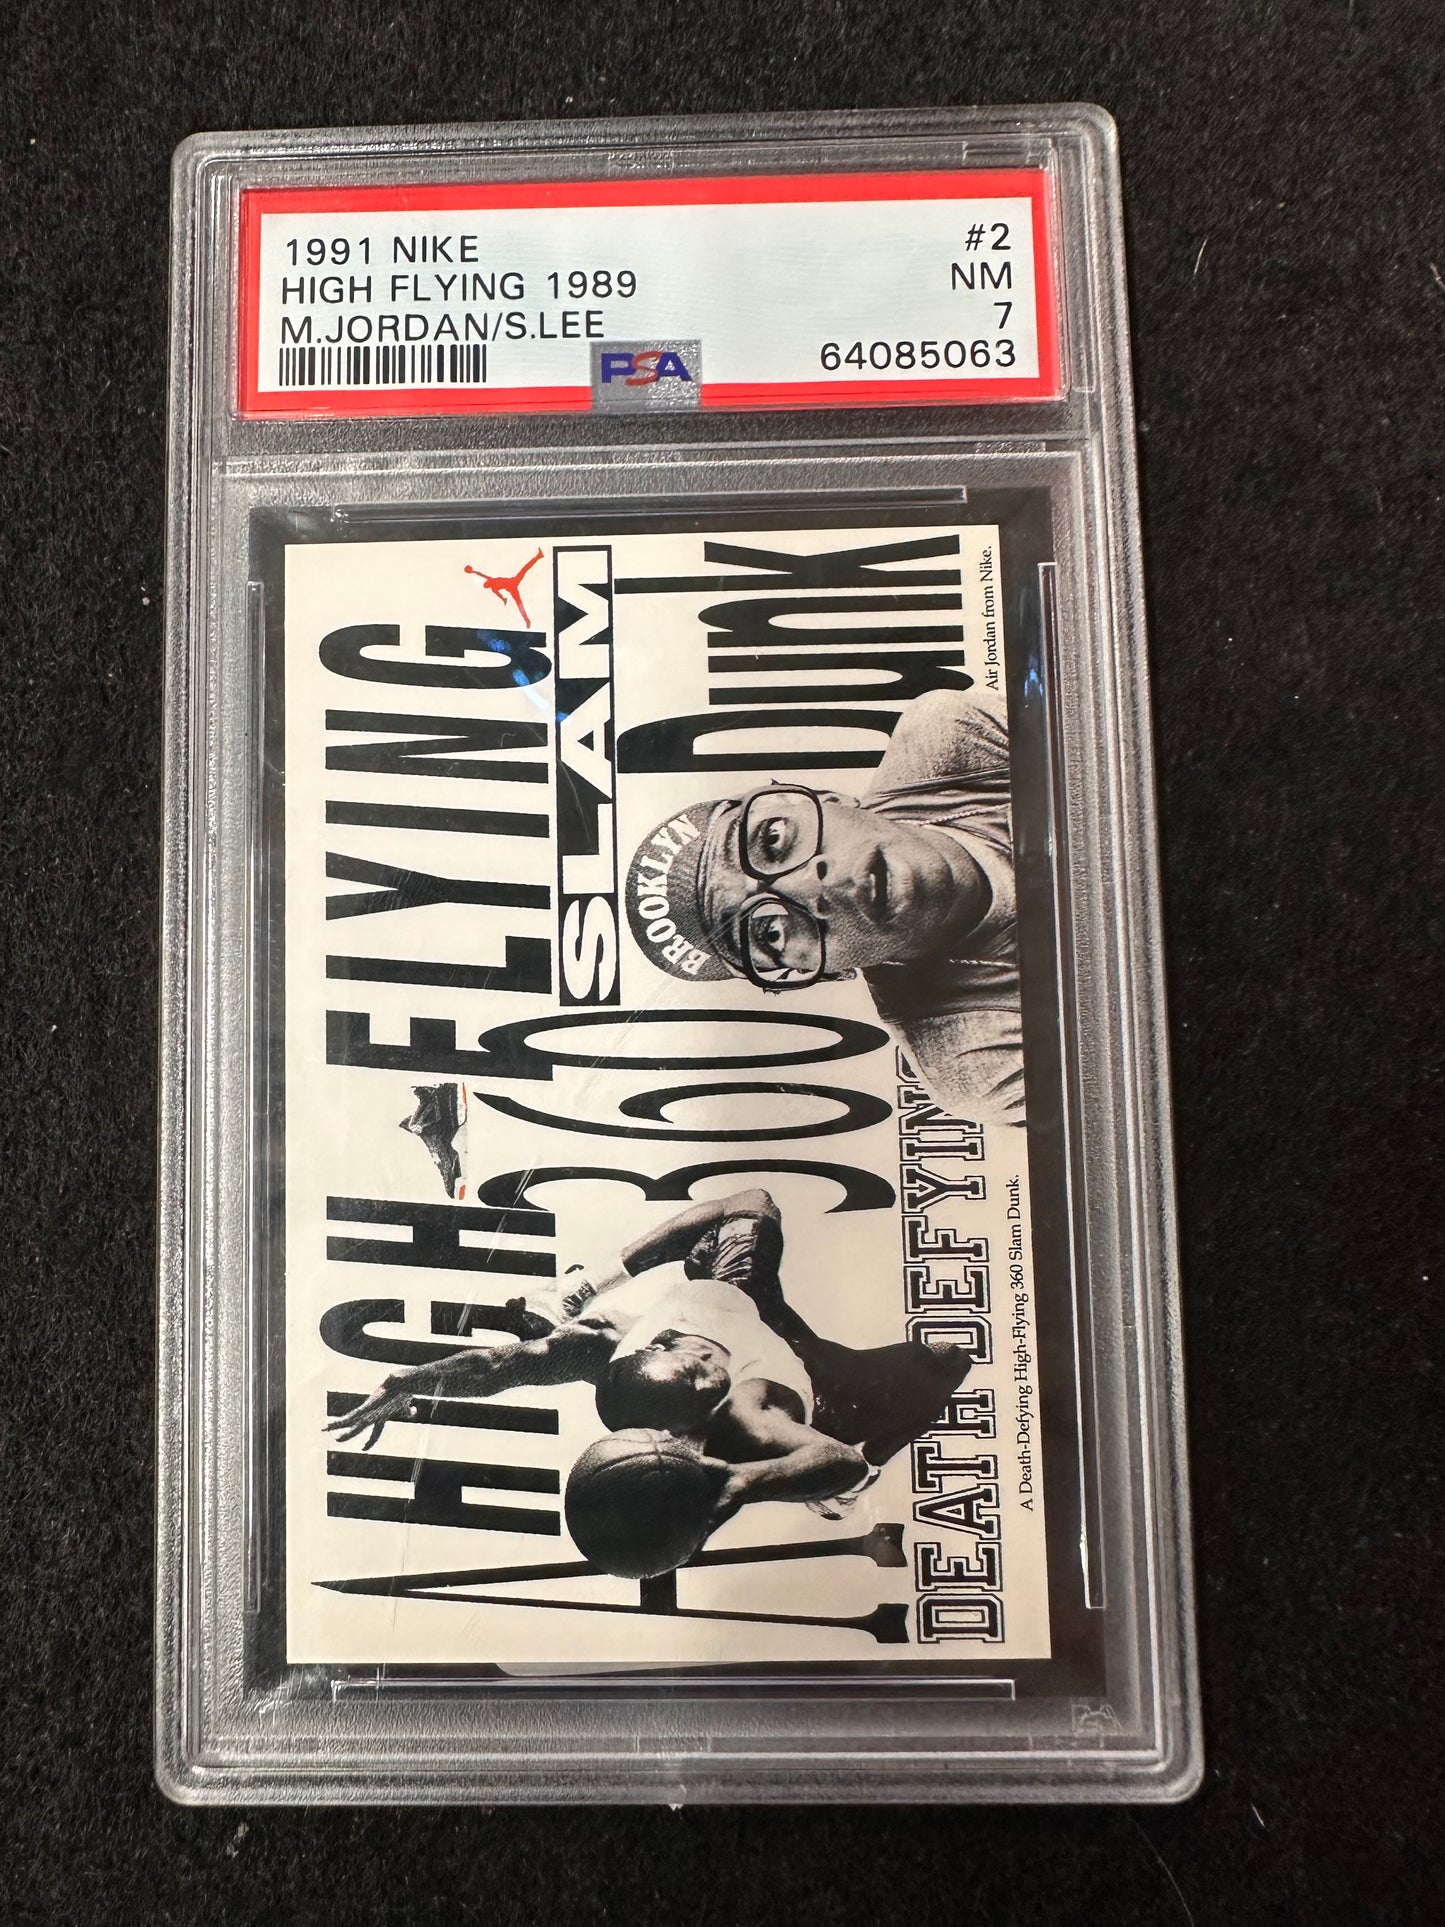 1991 NIKE #2
HIGH FLYING 1989 NM
M.JORDAN/S.LEE 7
PSA 64085063
A HIGH FLYING
360 SLAM
Dunk
BROOKLYN
DEATH DEFYING
A Death-Defying High-Flying 360 Slam Dunk.
Air Jordan from Nike.